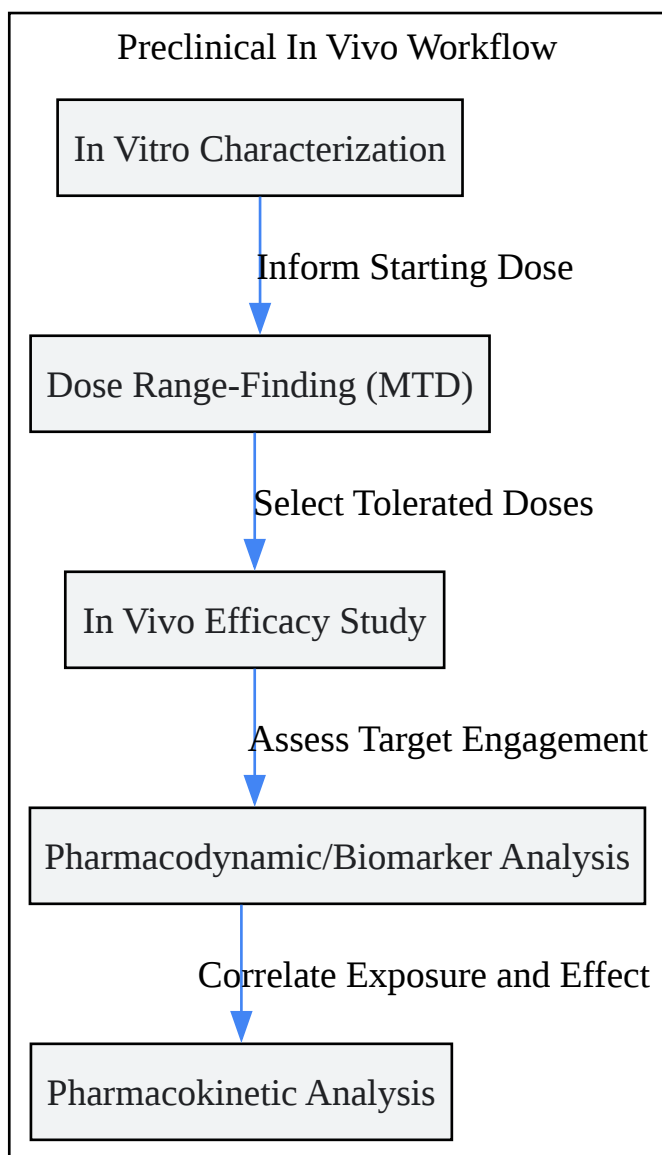 Preclinical In Vivo Workflow
In Vitro Characterization
Inform Starting Dose
Dose Range-Finding (MTD)
Select Tolerated Doses
In Vivo Efficacy Study
Assess Target Engagement
Pharmacodynamic/Biomarker Analysis
Correlate Exposure and Effect
Pharmacokinetic Analysis